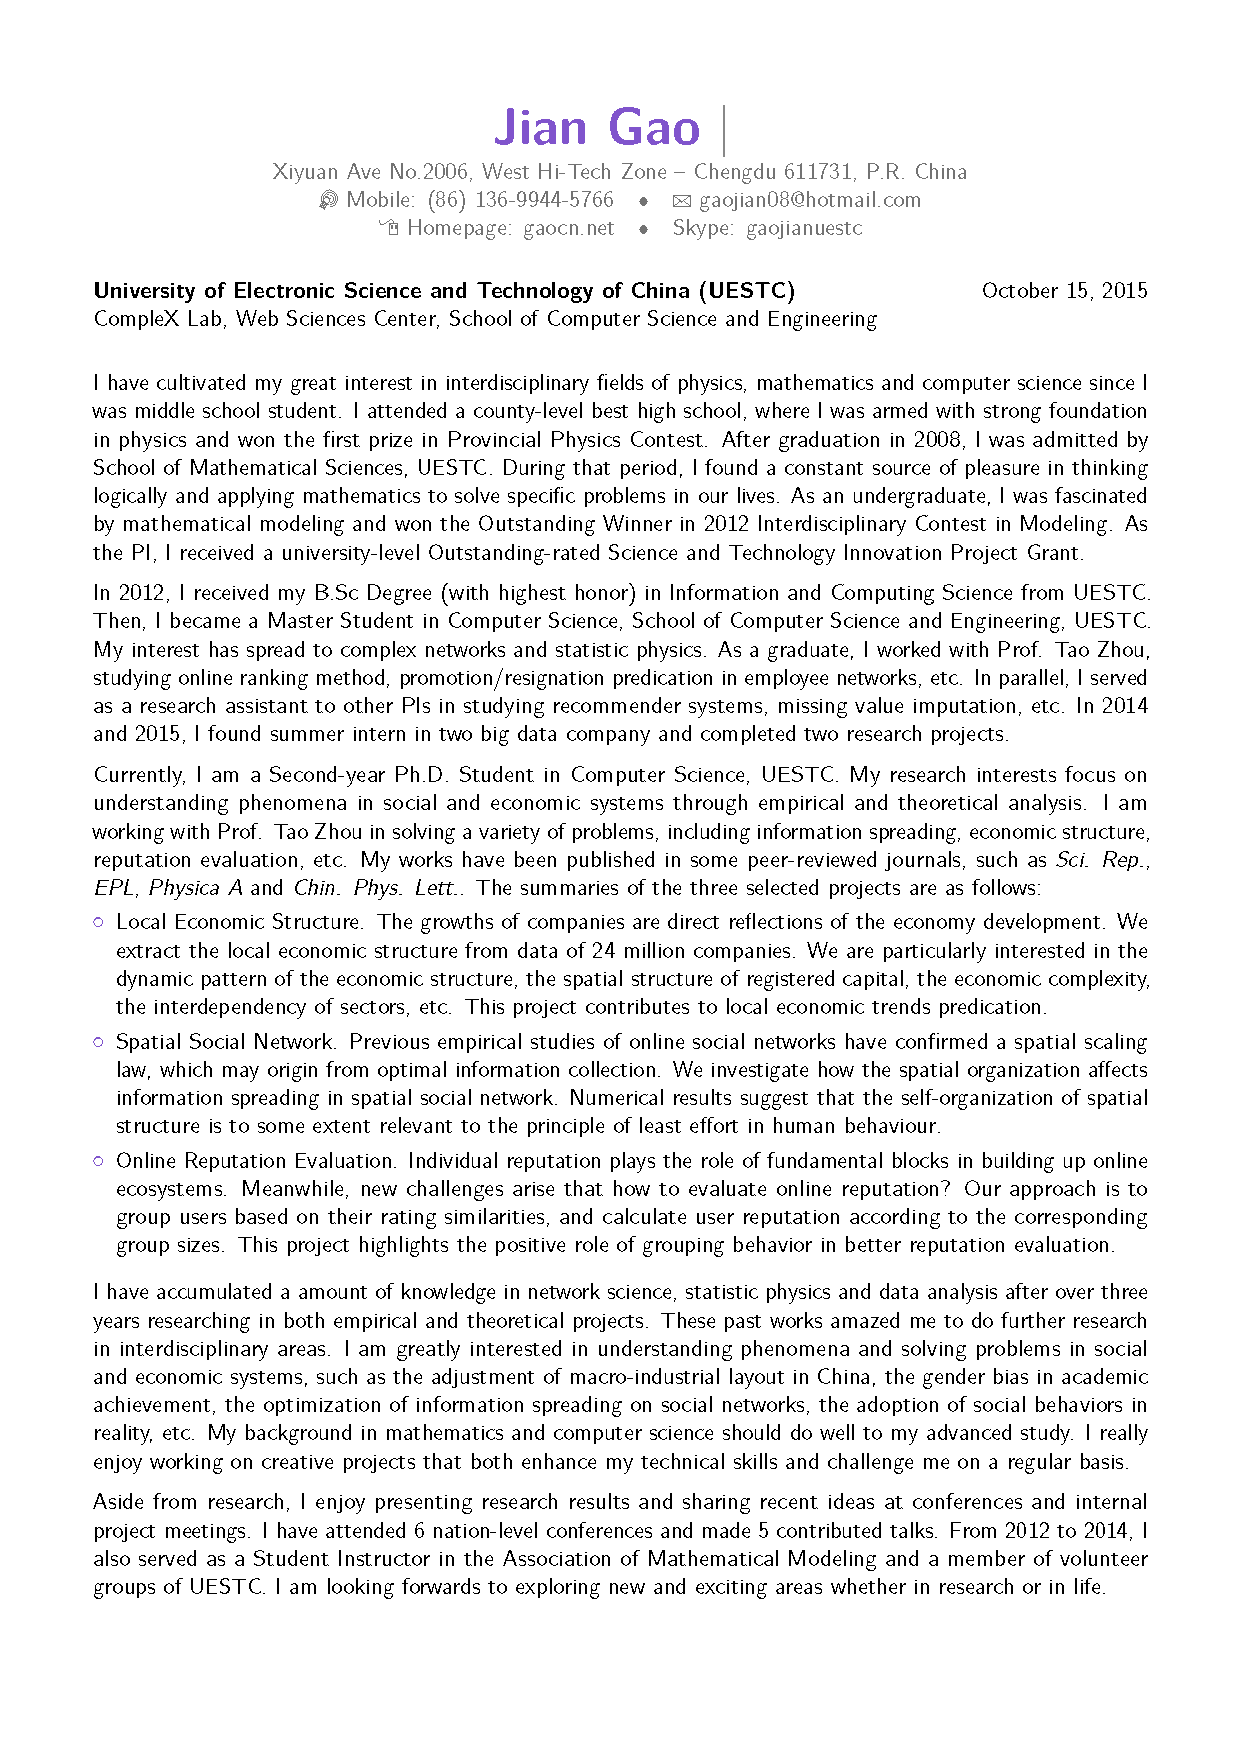 Jian Gao
Xiyuan Ave No.2006, West Hi-Tech Zone – Chengdu 611731, P.R. China
Mobile: (86) 136-9944-5766 • gaojian08@hotmail.com
Homepage: gaocn.net • Skype: gaojianuestc
University of Electronic Science and Technology of China (UESTC) October 15, 2015
CompleX Lab, Web Sciences Center, School of Computer Science and Engineering
I have cultivated my great interest in interdisciplinary fields of physics, mathematics and computer science since I
was middle school student. I attended a county-level best high school, where I was armed with strong foundation
in physics and won the first prize in Provincial Physics Contest. After graduation in 2008, I was admitted by
School of Mathematical Sciences, UESTC. During that period, I found a constant source of pleasure in thinking
logically and applying mathematics to solve specific problems in our lives. As an undergraduate, I was fascinated
by mathematical modeling and won the Outstanding Winner in 2012 Interdisciplinary Contest in Modeling. As
the PI, I received a university-level Outstanding-rated Science and Technology Innovation Project Grant.
In 2012, I received my B.Sc Degree (with highest honor) in Information and Computing Science from UESTC.
Then, I became a Master Student in Computer Science, School of Computer Science and Engineering, UESTC.
My interest has spread to complex networks and statistic physics. As a graduate, I worked with Prof. Tao Zhou,
studying online ranking method, promotion/resignation predication in employee networks, etc. In parallel, I served
as a research assistant to other PIs in studying recommender systems, missing value imputation, etc. In 2014
and 2015, I found summer intern in two big data company and completed two research projects.
Currently, I am a Second-year Ph.D. Student in Computer Science, UESTC. My research interests focus on
understanding phenomena in social and economic systems through empirical and theoretical analysis. I am
working with Prof. Tao Zhou in solving a variety of problems, including information spreading, economic structure,
reputation evaluation, etc. My works have been published in some peer-reviewed journals, such as Sci. Rep.,
EPL, Physica A and Chin. Phys. Lett.. The summaries of the three selected projects are as follows:
○ Local Economic Structure. The growths of companies are direct reflections of the economy development. We
extract the local economic structure from data of 24 million companies. We are particularly interested in the
dynamic pattern of the economic structure, the spatial structure of registered capital, the economic complexity,
the interdependency of sectors, etc. This project contributes to local economic trends predication.
○ Spatial Social Network. Previous empirical studies of online social networks have confirmed a spatial scaling
law, which may origin from optimal information collection. We investigate how the spatial organization affects
information spreading in spatial social network. Numerical results suggest that the self-organization of spatial
structure is to some extent relevant to the principle of least effort in human behaviour.
○ Online Reputation Evaluation. Individual reputation plays the role of fundamental blocks in building up online
ecosystems. Meanwhile, new challenges arise that how to evaluate online reputation? Our approach is to
group users based on their rating similarities, and calculate user reputation according to the corresponding
group sizes. This project highlights the positive role of grouping behavior in better reputation evaluation.
I have accumulated a amount of knowledge in network science, statistic physics and data analysis after over three
years researching in both empirical and theoretical projects. These past works amazed me to do further research
in interdisciplinary areas. I am greatly interested in understanding phenomena and solving problems in social
and economic systems, such as the adjustment of macro-industrial layout in China, the gender bias in academic
achievement, the optimization of information spreading on social networks, the adoption of social behaviors in
reality, etc. My background in mathematics and computer science should do well to my advanced study. I really
enjoy working on creative projects that both enhance my technical skills and challenge me on a regular basis.
Aside from research, I enjoy presenting research results and sharing recent ideas at conferences and internal
project meetings. I have attended 6 nation-level conferences and made 5 contributed talks. From 2012 to 2014, I
also served as a Student Instructor in the Association of Mathematical Modeling and a member of volunteer
groups of UESTC. I am looking forwards to exploring new and exciting areas whether in research or in life.